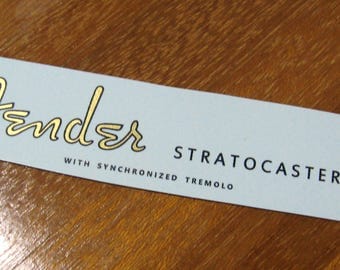 Fender STRATOCASTER
WITH SYNCHRONIZED TREMOLO